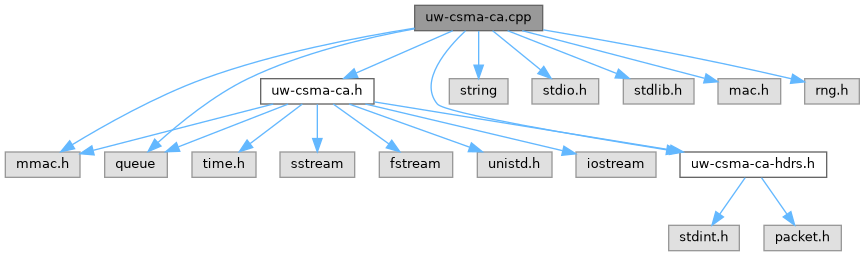 uw-csma-ca.cpp
uw-csma-ca.h
string
stdio.h
stdlib.h
mac.h
rng.h
mmac.h
queue
time.h
sstream
fstream
unistd.h
iostream
uw-csma-ca-hdrs.h
stdint.h
packet.h